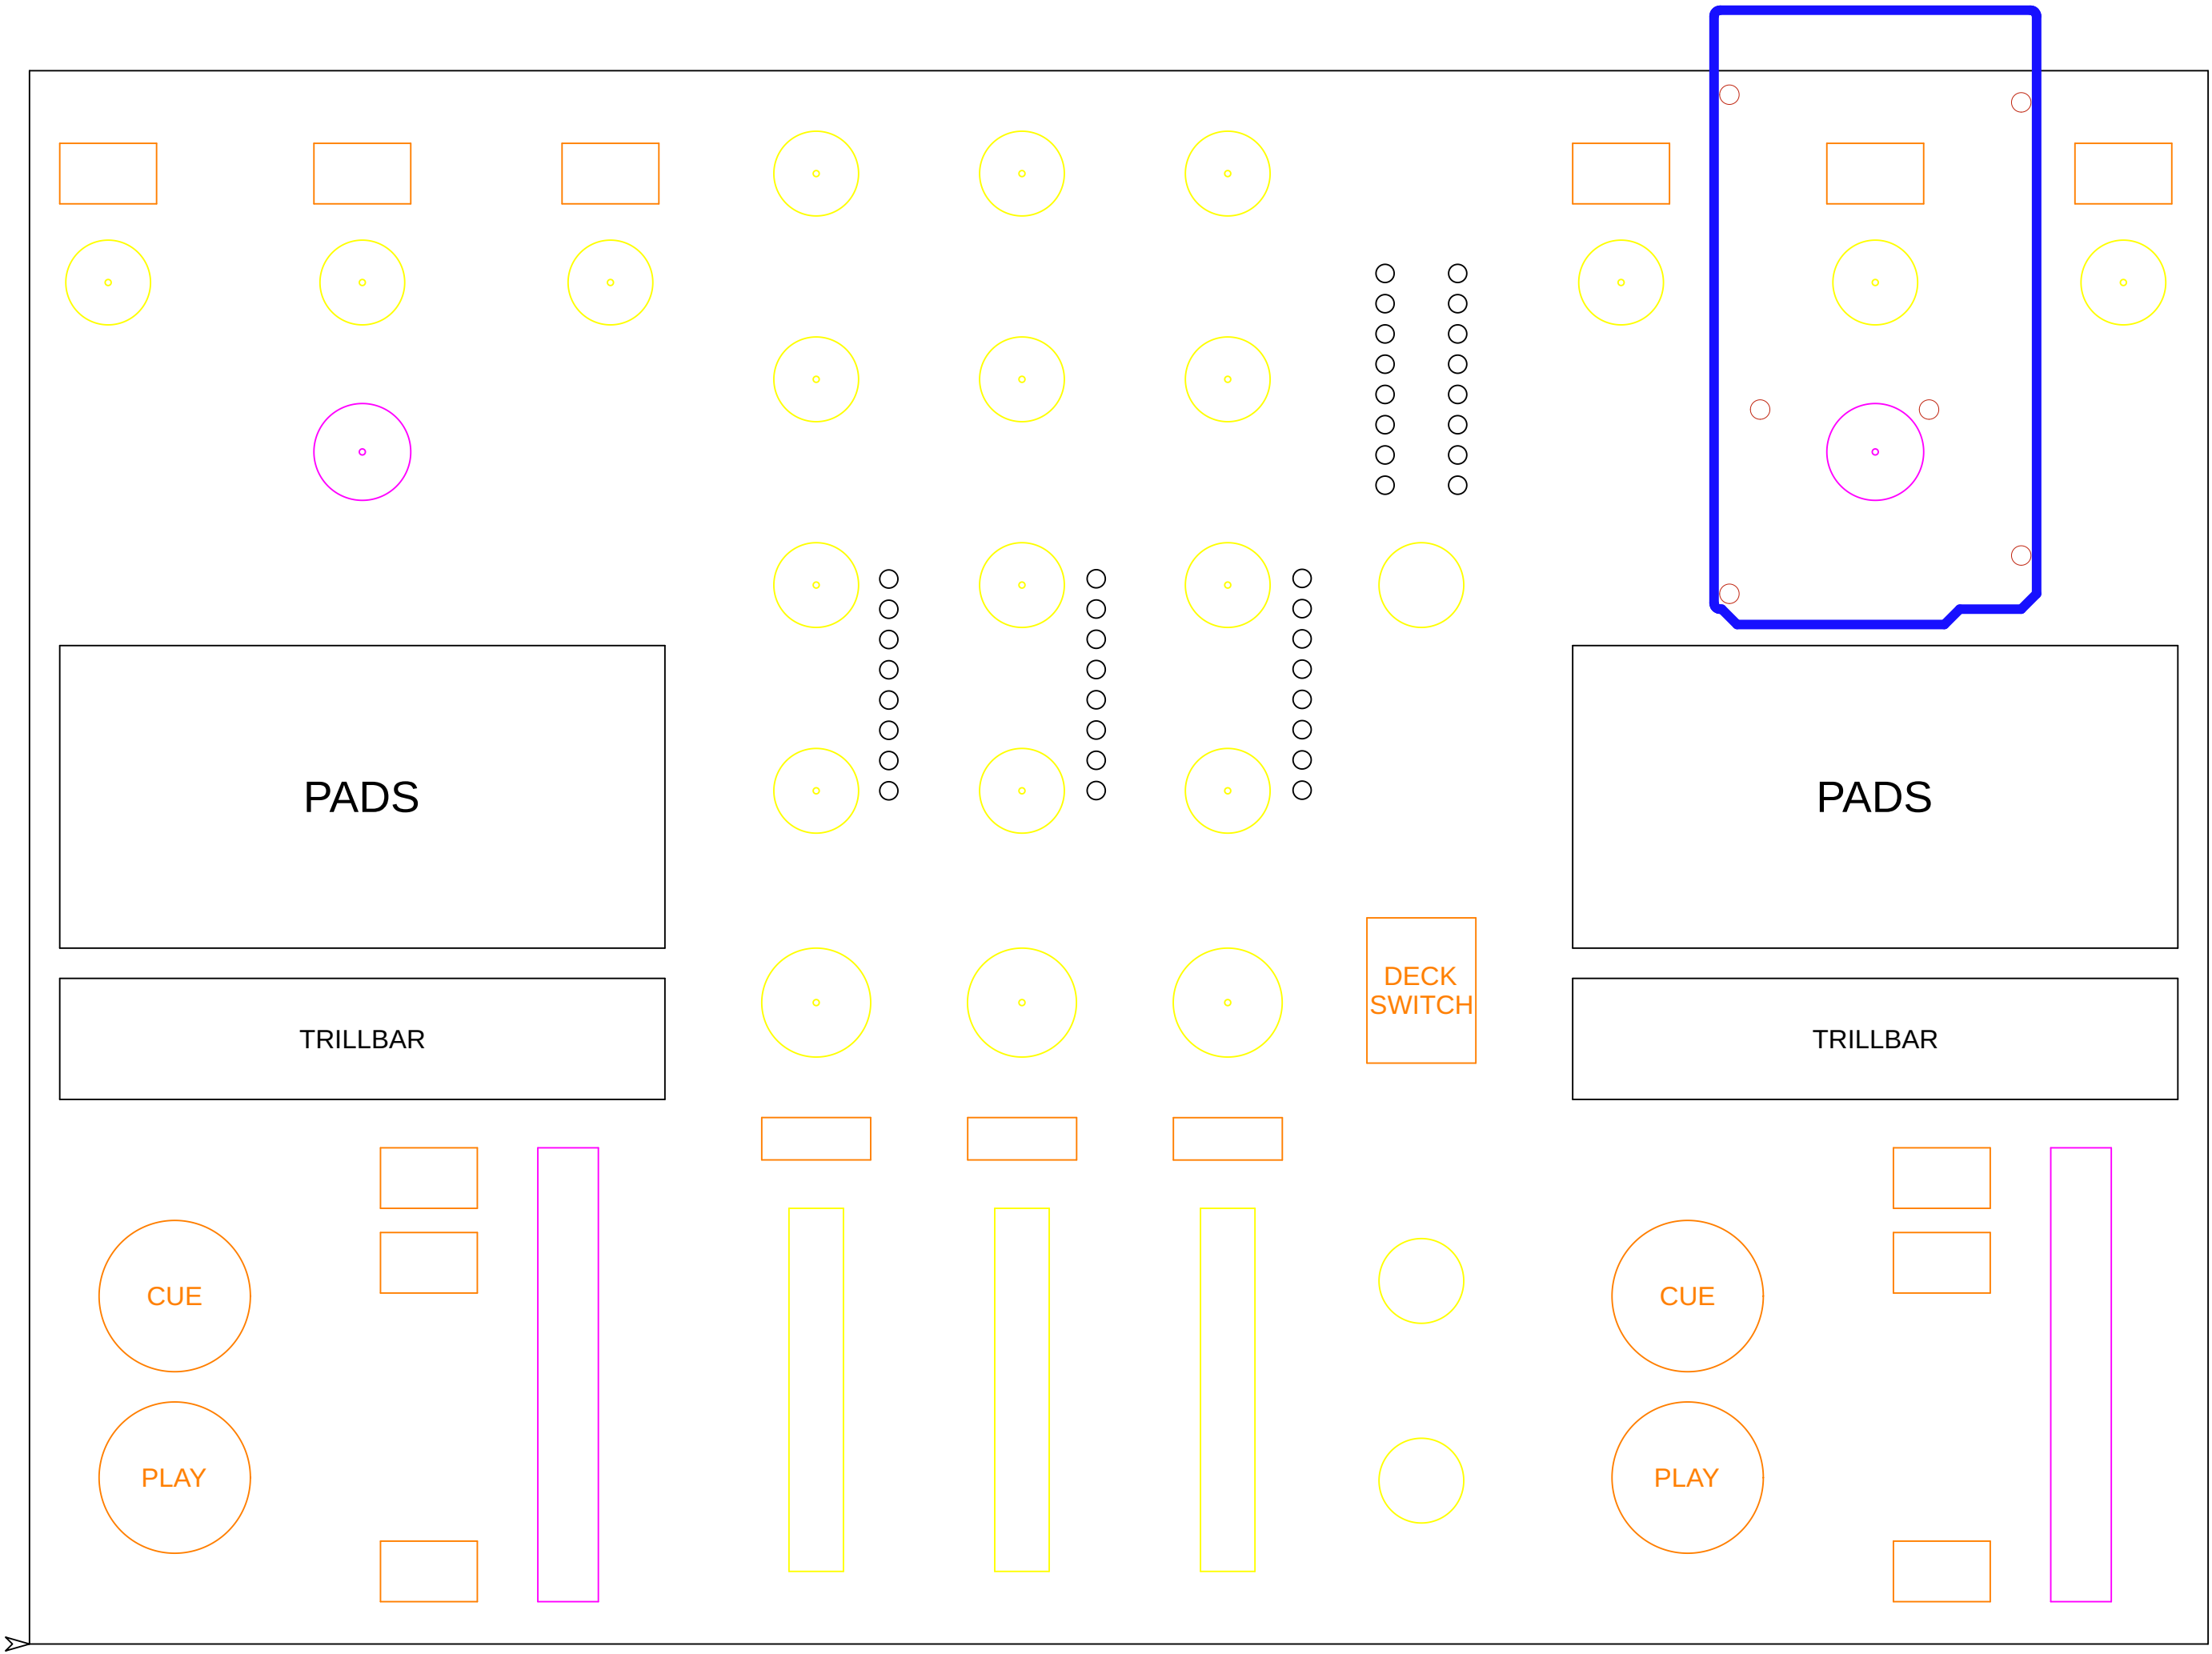 PADS
PADS
DECK
SWITCH
TRILLBAR
TRILLBAR
CUE
CUE
PLAY
PLAY